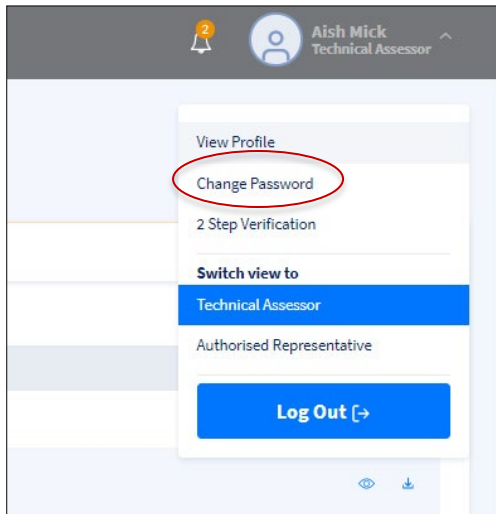 2
Aish Mick
Technical Assessor
View Profile
Change Password
2 Step Verification
Switch view to
Technical Assessor
Authorised Representative
Log Out